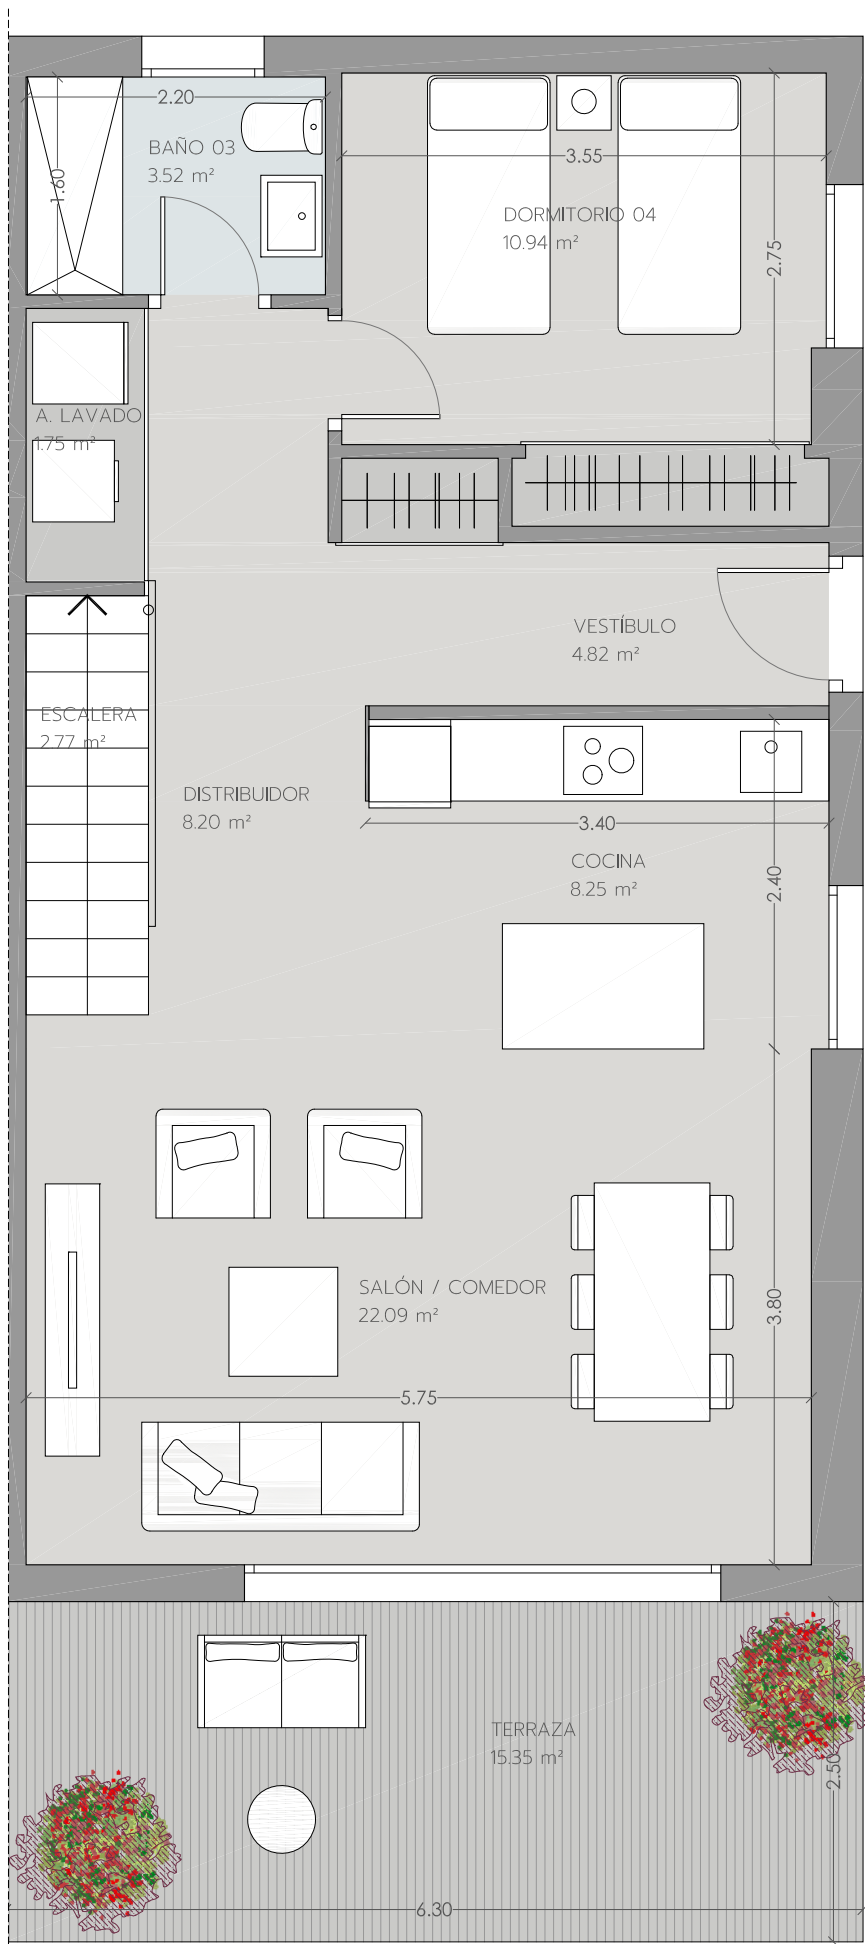 2.20
BAÑO 03
3.52 m²
1.60
3.55
DORMITORIO 04
10.94 m²
2.75
A. LAVADO
1.75 m²
VESTÍBULO
4.82 m²
ESCALERA
2.77 m²
DISTRIBUIDOR
8.20 m²
3.40
COCINA
8.25 m²
2.40
SALÓN / COMEDOR
22.09 m²
3.80
5.75
TERRAZA
15.35 m²
2.50
6.30